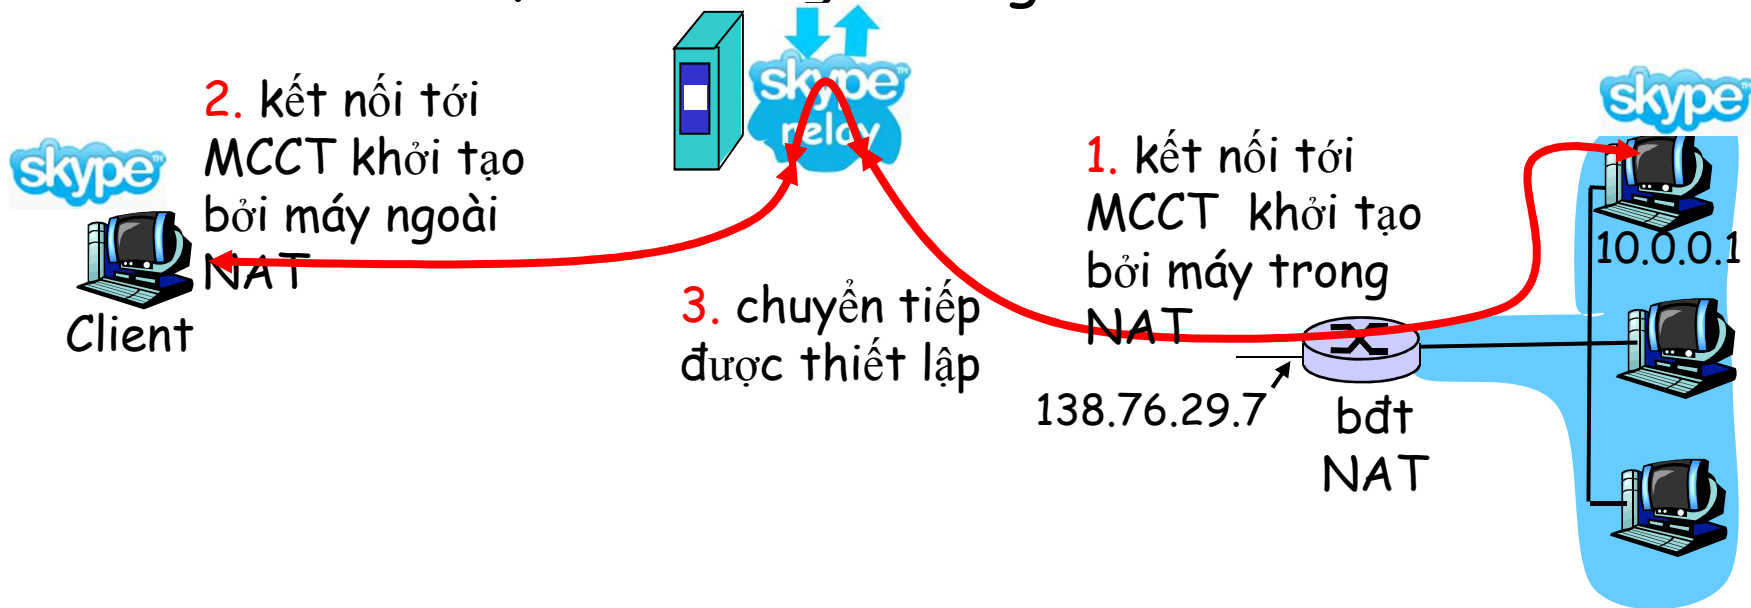 skype
2. kết nối tới
MCCT khởi tạo
bởi máy ngoài
NAT
Client
skype
relay
3. chuyển tiếp
được thiết lập
1. kết nối tới
MCCT khởi tạo
bởi máy trong
NAT
138.76.29.7
bđt
NAT
skype
10.0.0.1